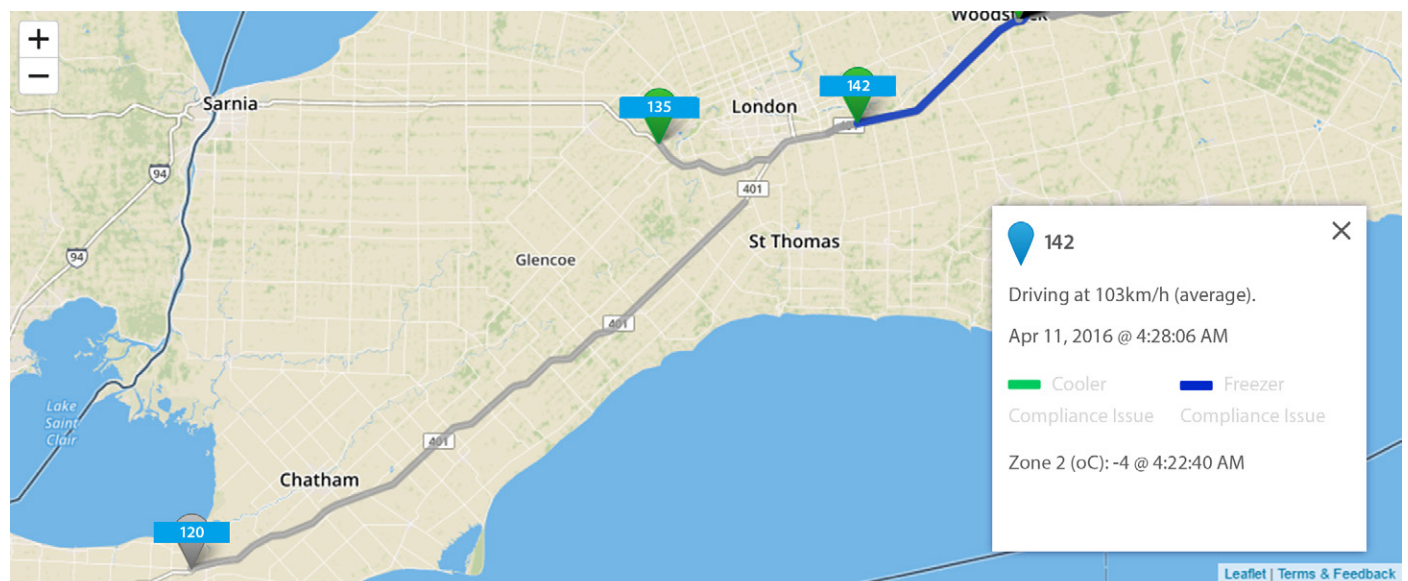 +
−
Woodstock
Sarnia
135
London
142
401
94
401
St Thomas
Glencoe
94
401
Lake
Saint
Clair
401
Chatham
120
142
Driving at 103km/h (average).
Apr 11, 2016 @ 4:28:06 AM
Cooler
Compliance Issue
Freezer
Compliance Issue
Zone 2 (oC): -4 @ 4:22:40 AM
Leaflet | Terms & Feedback